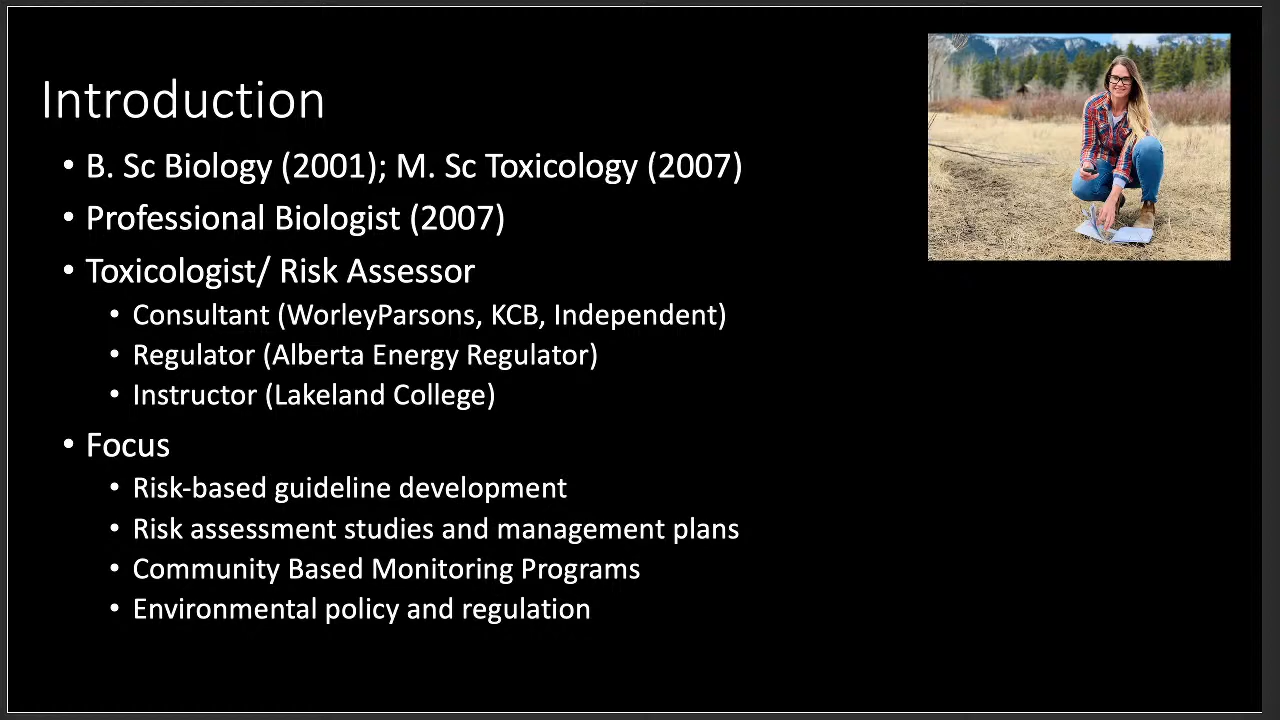 Introduction
• B. Sc Biology (2001); M. Sc Toxicology (2007)
• Professional Biologist (2007)
• Toxicologist/ Risk Assessor
• Consultant (WorleyParsons, KCB, Independent)
• Regulator (Alberta Energy Regulator)
• Instructor (Lakeland College)
• Focus
• Risk-based guideline development
• Risk assessment studies and management plans
• Community Based Monitoring Programs
• Environmental policy and regulation